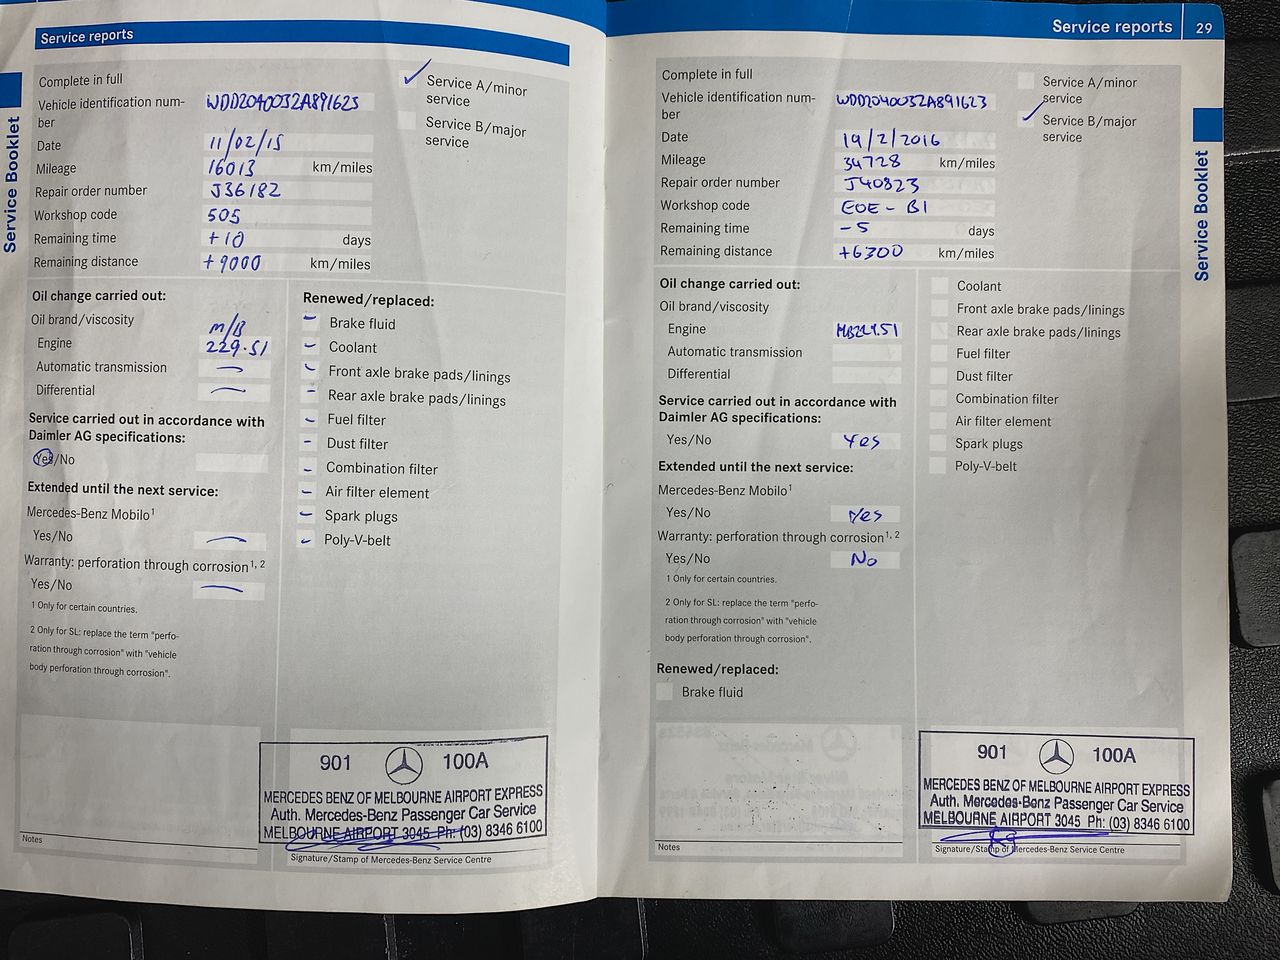 Service reports
Service Booklet
Complete in full
Service A/minor service
Vehicle identification number WDD2040032A891623
Service B/major service
Date 11/02/15
Mileage 16013 km/miles
Repair order number J36182
Workshop code 505
Remaining time +10 days
Remaining distance +9000 km/miles
Oil change carried out:
Oil brand/viscosity M/B
Engine 229.51
Automatic transmission —
Differential —
Service carried out in accordance with
Daimler AG specifications:
Yes/No
Extended until the next service:
Mercedes-Benz Mobilo1
Yes/No —
Warranty: perforation through corrosion1, 2
Yes/No —
1 Only for certain countries.
2 Only for SL: replace the term "perfo-
ration through corrosion" with "vehicle
body perforation through corrosion".
Renewed/replaced:
- Brake fluid
- Coolant
- Front axle brake pads/linings
- Rear axle brake pads/linings
- Fuel filter
- Dust filter
- Combination filter
- Air filter element
- Spark plugs
- Poly-V-belt
901 100A
MERCEDES BENZ OF MELBOURNE AIRPORT EXPRESS
Auth. Mercedes-Benz Passenger Car Service
MELBOURNE AIRPORT 3045 Ph: (03) 8346 6100
Notes
Signature/Stamp of Mercedes-Benz Service Centre
Service reports 29
Service Booklet
Complete in full
Service A/minor service
Vehicle identification number WDD2040032A891623
Service B/major service
Date 19/2/2016
Mileage 34728 km/miles
Repair order number J40823
Workshop code EOE - B1
Remaining time -5 days
Remaining distance +6300 km/miles
Oil change carried out:
Oil brand/viscosity
Engine MB229.51
Automatic transmission
Differential
Service carried out in accordance with
Daimler AG specifications:
Yes/No Yes
Extended until the next service:
Mercedes-Benz Mobilo1
Yes/No Yes
Warranty: perforation through corrosion1, 2
Yes/No No
1 Only for certain countries.
2 Only for SL: replace the term "perfo-
ration through corrosion" with "vehicle
body perforation through corrosion".
Renewed/replaced:
Brake fluid
Coolant
Front axle brake pads/linings
Rear axle brake pads/linings
Fuel filter
Dust filter
Combination filter
Air filter element
Spark plugs
Poly-V-belt
901 100A
MERCEDES BENZ OF MELBOURNE AIRPORT EXPRESS
Auth. Mercedes-Benz Passenger Car Service
MELBOURNE AIRPORT 3045 Ph: (03) 8346 6100
Notes
Signature/Stamp of Mercedes-Benz Service Centre